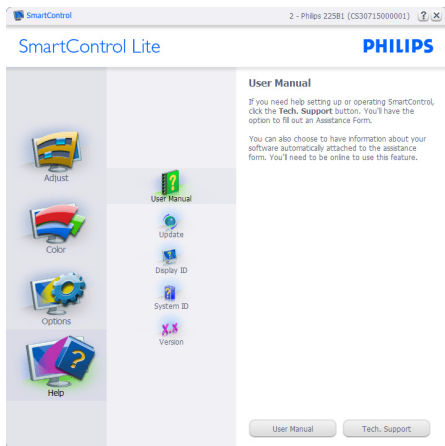 SmartControl
2 - Philips 225B1 (CS30715000001)
? X
SmartControl Lite
PHILIPS
Adjust
Color
Options
Help
User Manual
Update
Display ID
System ID
X.X
Version
User Manual
If you need help setting up or operating SmartControl,
click the Tech. Support button. You'll have the
option to fill out an Assistance Form.
You can also choose to have information about your
software automatically attached to the assistance
form. You'll need to be online to use this feature.
User Manual
Tech. Support